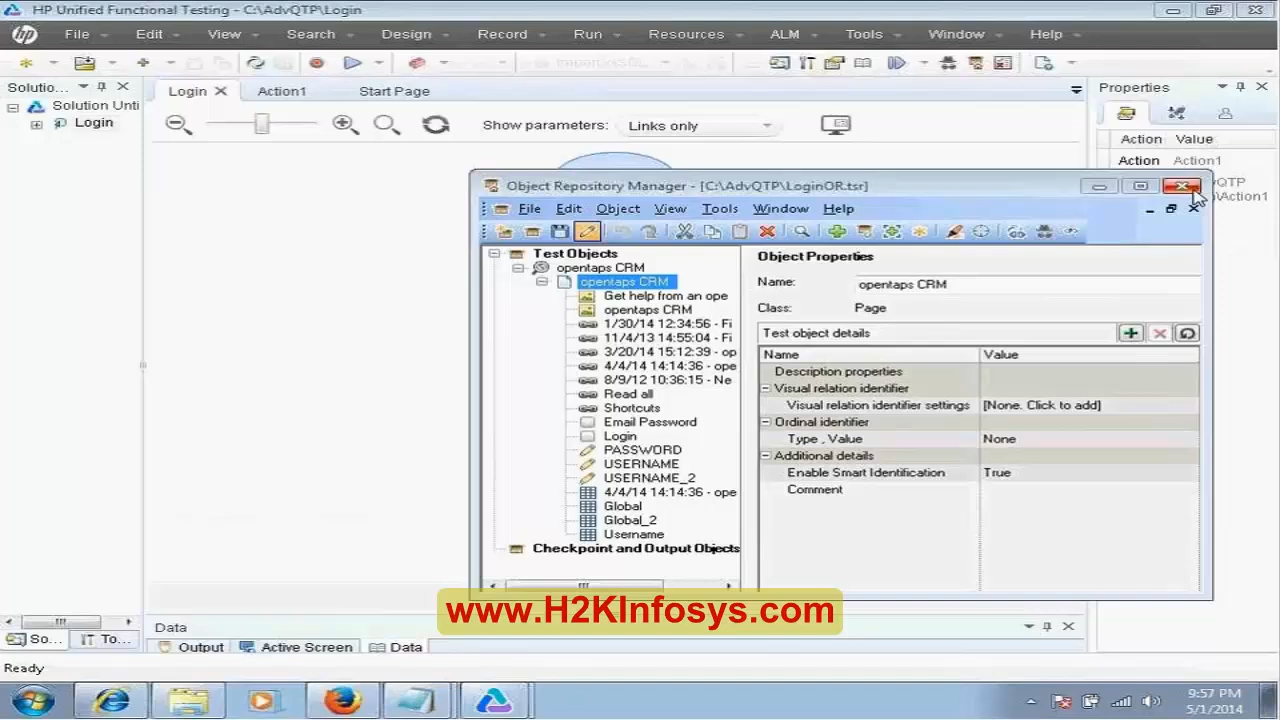 HP Unified Functional Testing - C:\AdvQTP\Login
File Edit View Search Design Record Run Resources ALM Tools Window Help
Solutio...
Solution Unti
Login
Login Action1 Start Page
Show parameters: Links only
Properties
Action Value
Action Action1
vQTP
\Action1
Object Repository Manager - [C:\AdvQTP\LoginOR.tsr]
File Edit Object View Tools Window Help
Test Objects
opentaps CRM
opentaps CRM
Get help from an ope
opentaps CRM
1/30/14 12:34:56 - Fi
11/4/13 14:55:04 - Fi
3/20/14 15:12:39 - op
4/4/14 14:14:36 - ope
8/9/12 10:36:15 - Ne
Read all
Shortcuts
Email Password
Login
PASSWORD
USERNAME
USERNAME_2
4/4/14 14:14:36 - ope
Global
Global_2
Username
Checkpoint and Output Objects
Object Properties
Name: opentaps CRM
Class: Page
Test object details
Name Value
Description properties
Visual relation identifier
Visual relation identifier settings [None. Click to add]
Ordinal identifier
Type , Value None
Additional details
Enable Smart Identification True
Comment
www.H2KInfosys.com
So... To...
Data
Output Active Screen Data
Ready
9:57 PM
5/1/2014